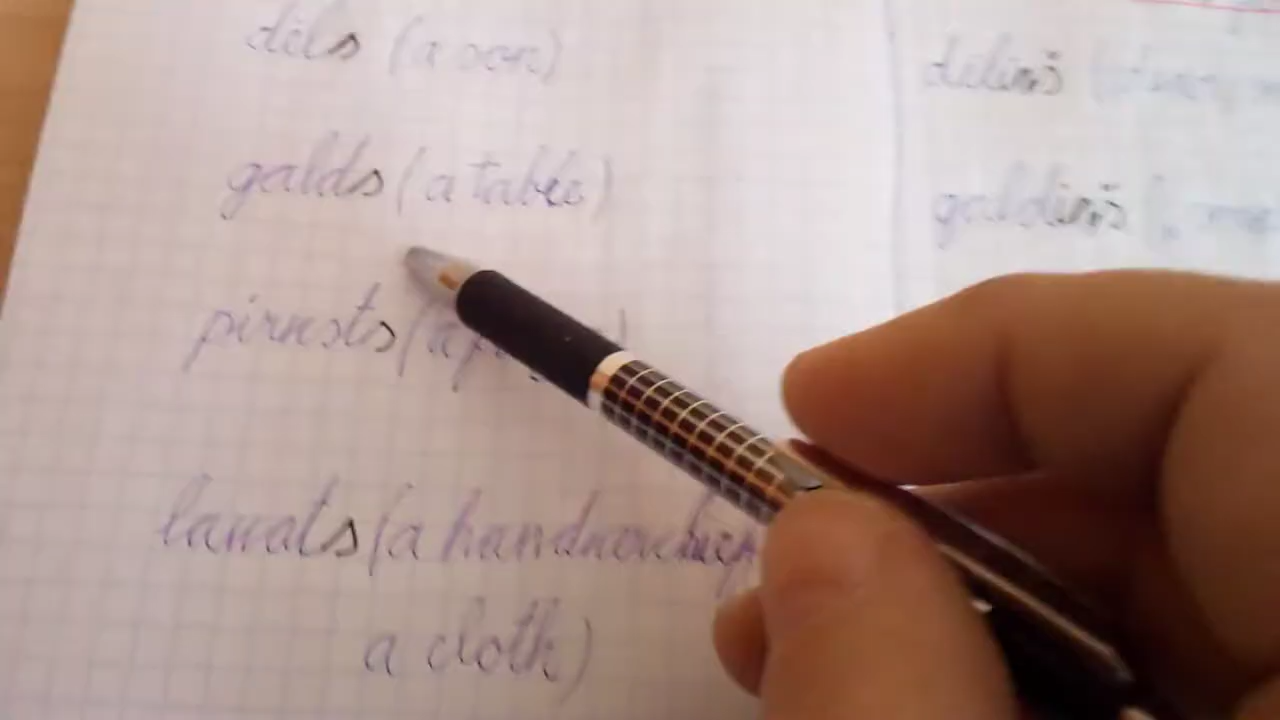 dēls (a son)
galds (a table)
pirksts (a
lakats (a handkerchief
a cloth)
dēliņš
galdiņš